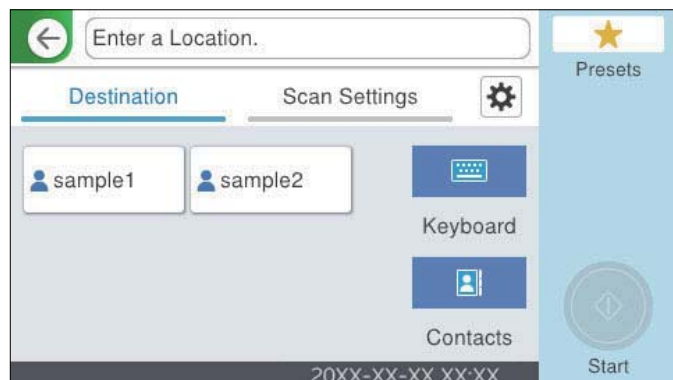 Enter a Location.
Presets
Destination
Scan Settings
sample1
sample2
Keyboard
Contacts
20XX-XX-XX XX:XX
Start